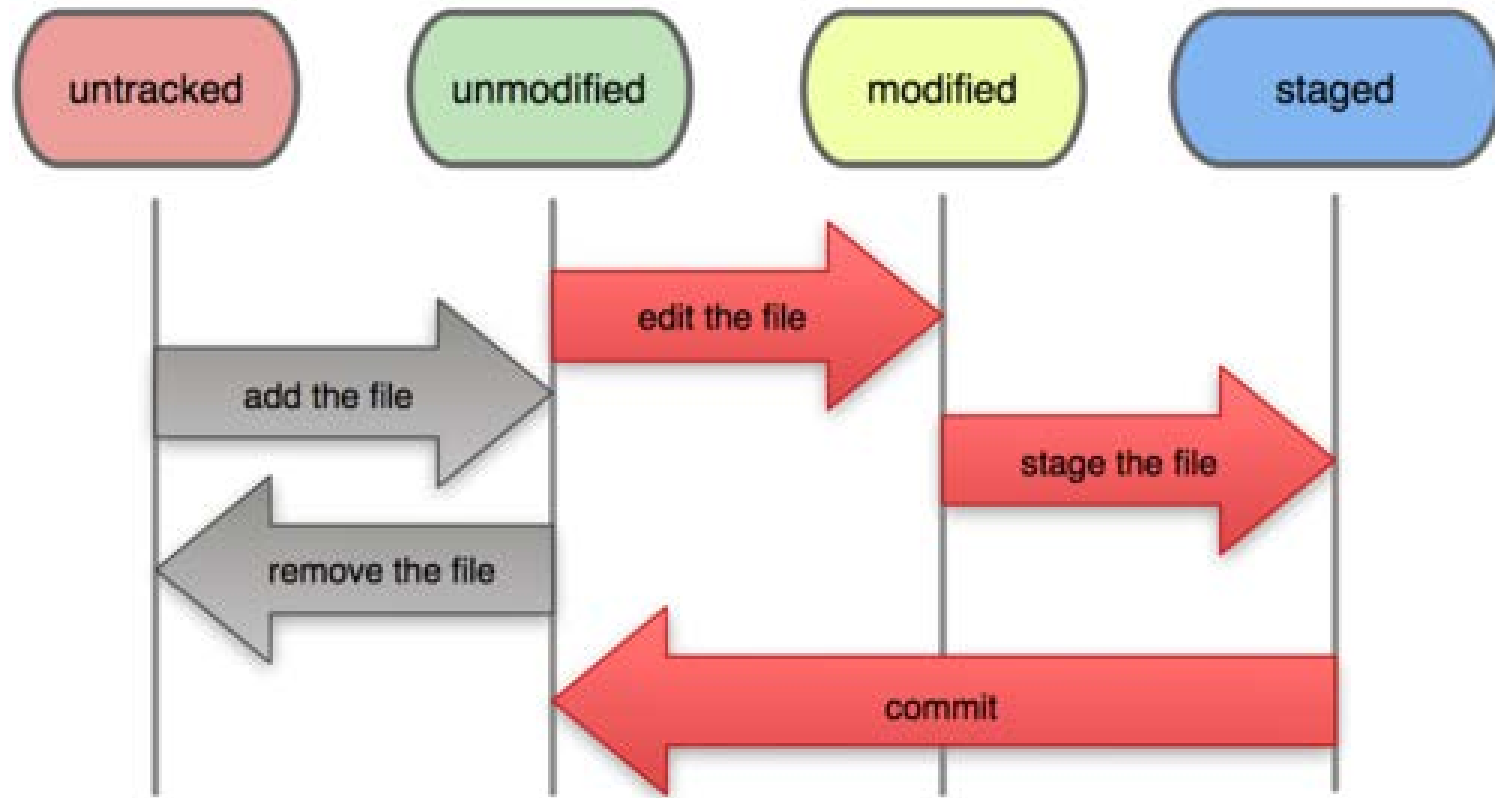 untracked
unmodified
modified
staged
edit the file
add the file
stage the file
remove the file
commit